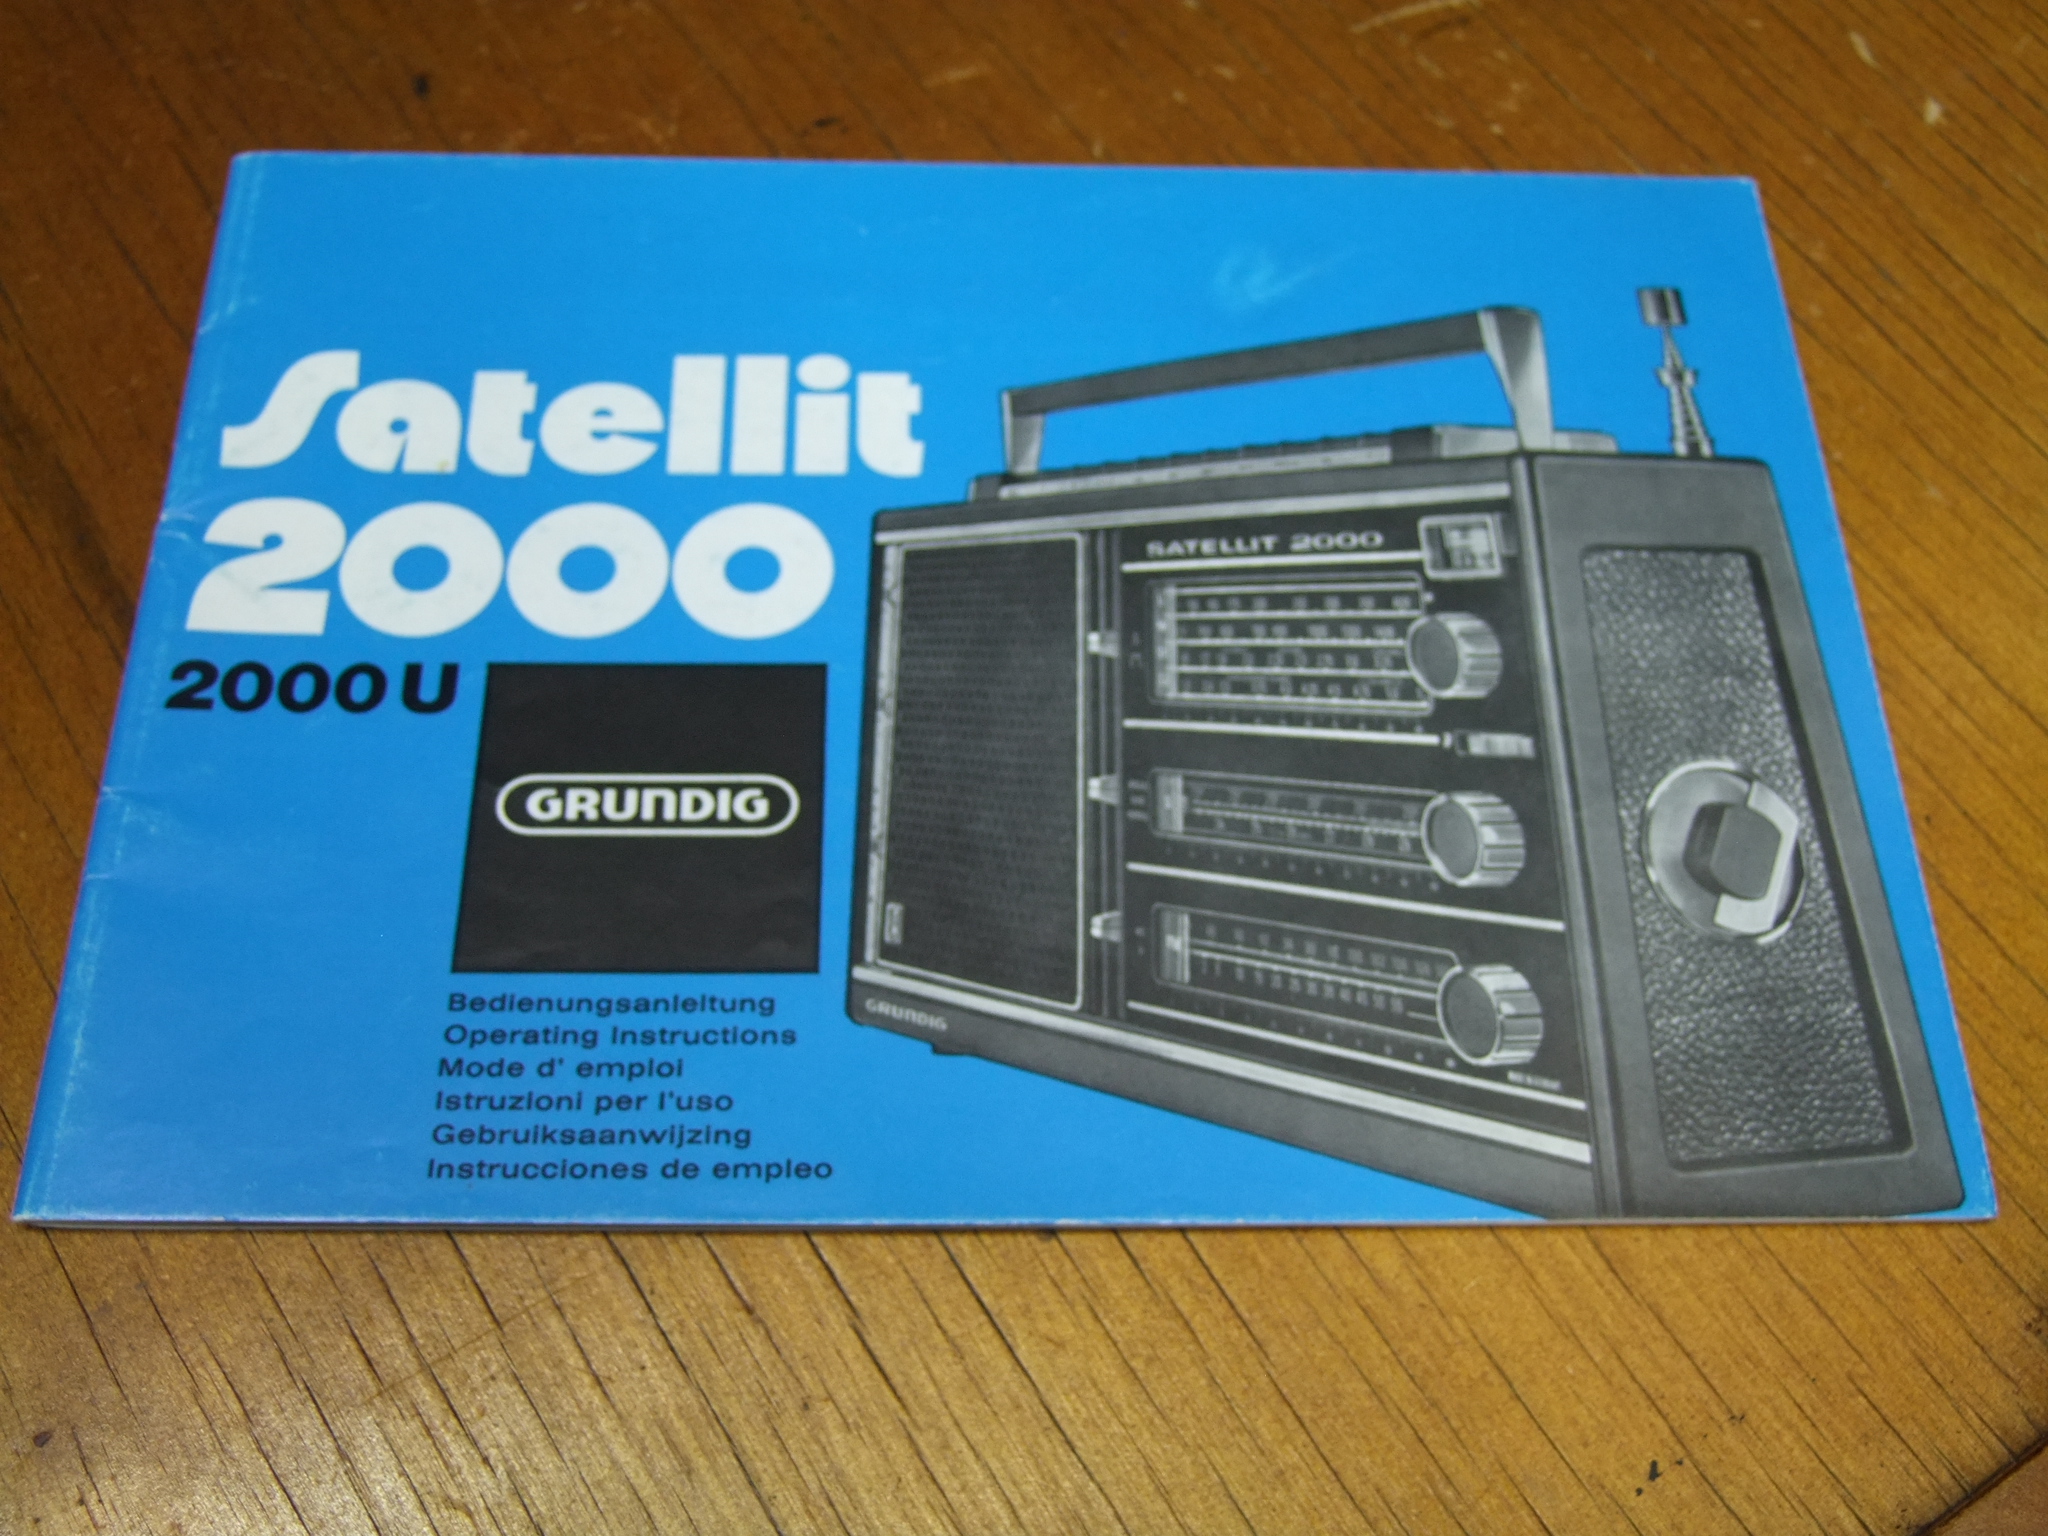 Satellit
2000
2000 U
GRUNDIG
Bedienungsanleitung
Operating Instructions
Mode d' emploi
Istruzioni per l'uso
Gebruiksaanwijzing
Instrucciones de empleo
SATELLIT 2000
GRUNDIG